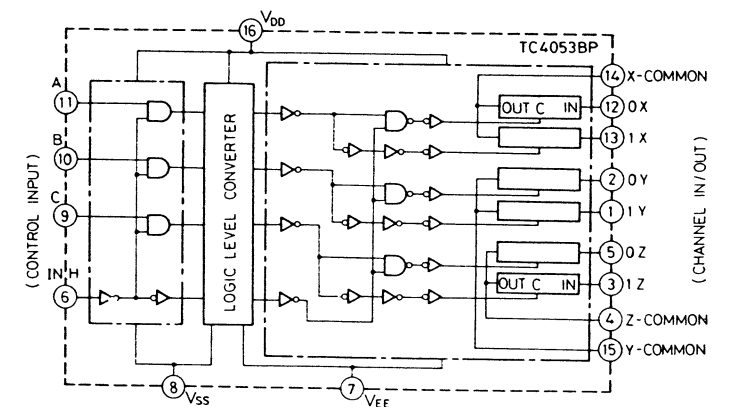 VDD
16
TC4053BP
14 X-COMMON
A
11
OUT C IN
12 0X
13 1X
B
10
2 0Y
C
9
1 1Y
5 0Z
INH
6
OUT C IN
3 1Z
4 Z-COMMON
15 Y-COMMON
8 VSS
7 VEE
(CONTROL INPUT)
LOGIC LEVEL CONVERTER
(CHANNEL IN/OUT)